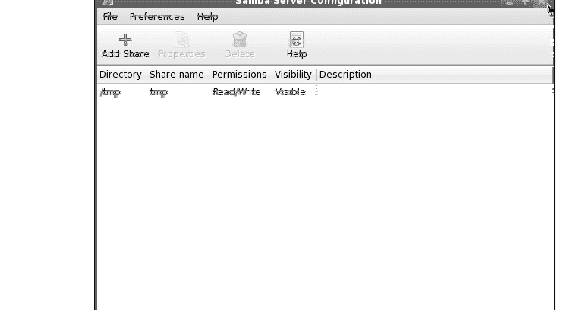 Samba Server Configuration
File Preferences Help
Add Share Properties Delete Help
Directory Share name Permissions Visibility Description
/tmp tmp Read/Write Visible